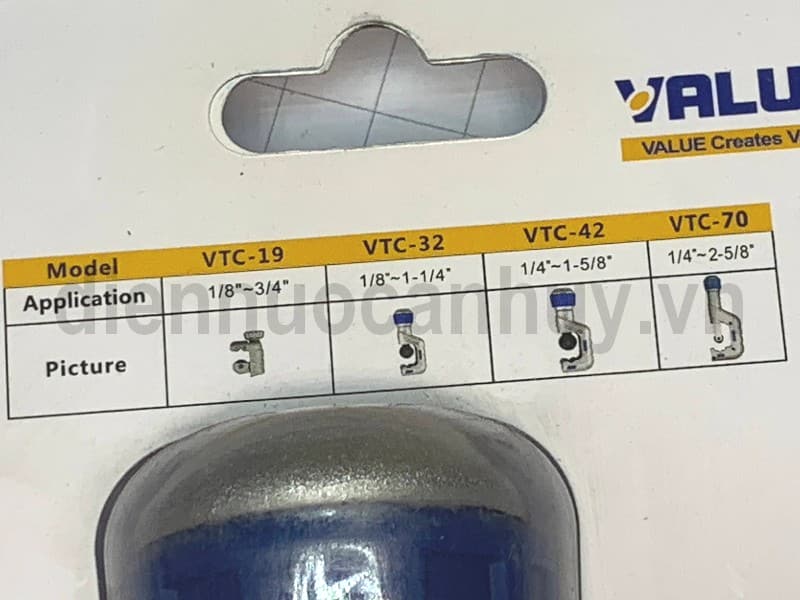 VALU
VALUE Creates V
Model VTC-19 VTC-32 VTC-42 VTC-70
Application 1/8"~3/4" 1/8"~1-1/4" 1/4"~1-5/8" 1/4"~2-5/8"
Picture
diennuocanhuy.vn